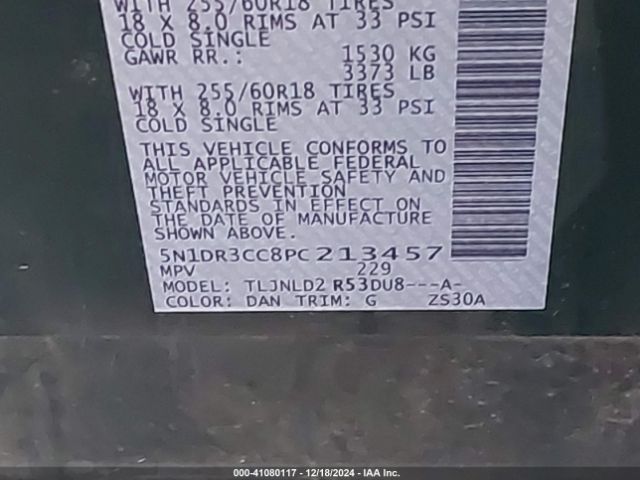 WITH 255/60R18 TIRES
18 X 8.0 RIMS AT 33 PSI
COLD SINGLE
GAWR RR.: 1530 KG
3373 LB
WITH 255/60R18 TIRES
18 X 8.0 RIMS AT 33 PSI
COLD SINGLE
THIS VEHICLE CONFORMS TO
ALL APPLICABLE FEDERAL
MOTOR VEHICLE SAFETY AND
THEFT PREVENTION
STANDARDS IN EFFECT ON
THE DATE OF MANUFACTURE
SHOWN ABOVE.
5N1DR3CC8PC213457
MPV 229
MODEL: TLJNLD2 R53DU8---A-
COLOR: DAN TRIM: G ZS30A
000-41080117 - 12/18/2024 - IAA Inc.